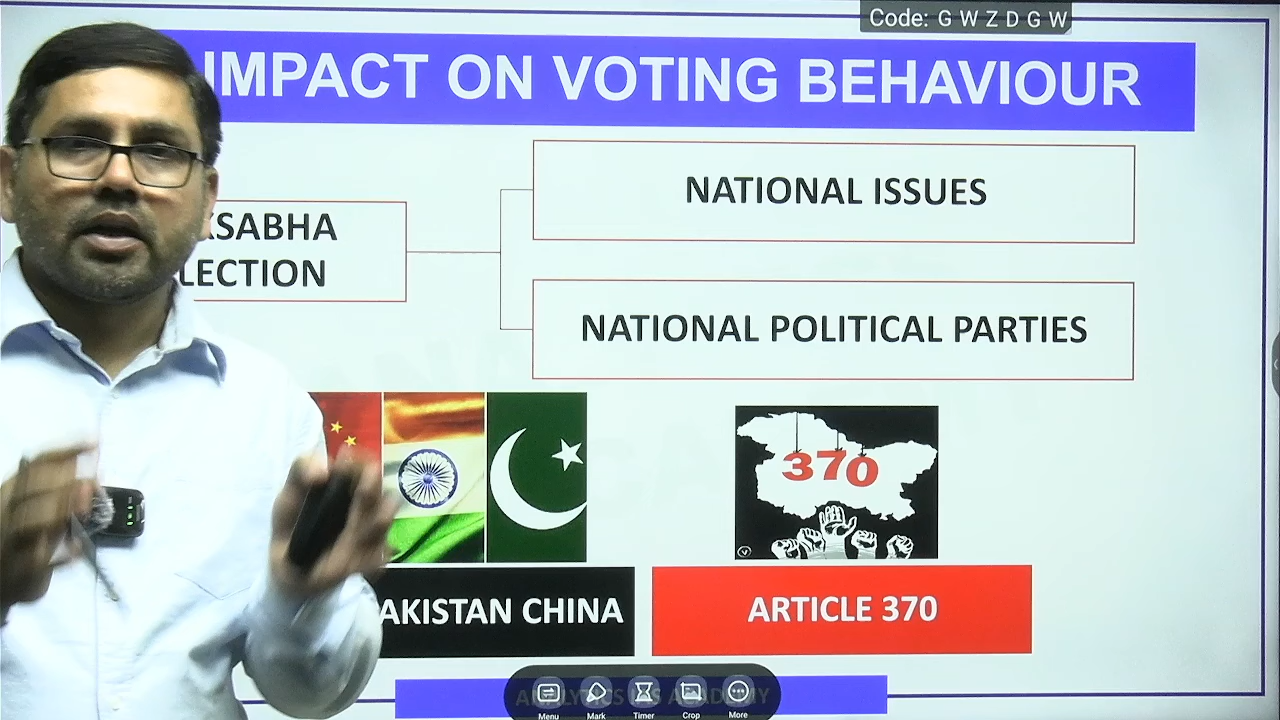 Code: G W Z D G W
IMPACT ON VOTING BEHAVIOUR
KSABHA
LECTION
NATIONAL ISSUES
NATIONAL POLITICAL PARTIES
370
AKISTAN CHINA
ARTICLE 370
Menu
Mark
Timer
Crop
More